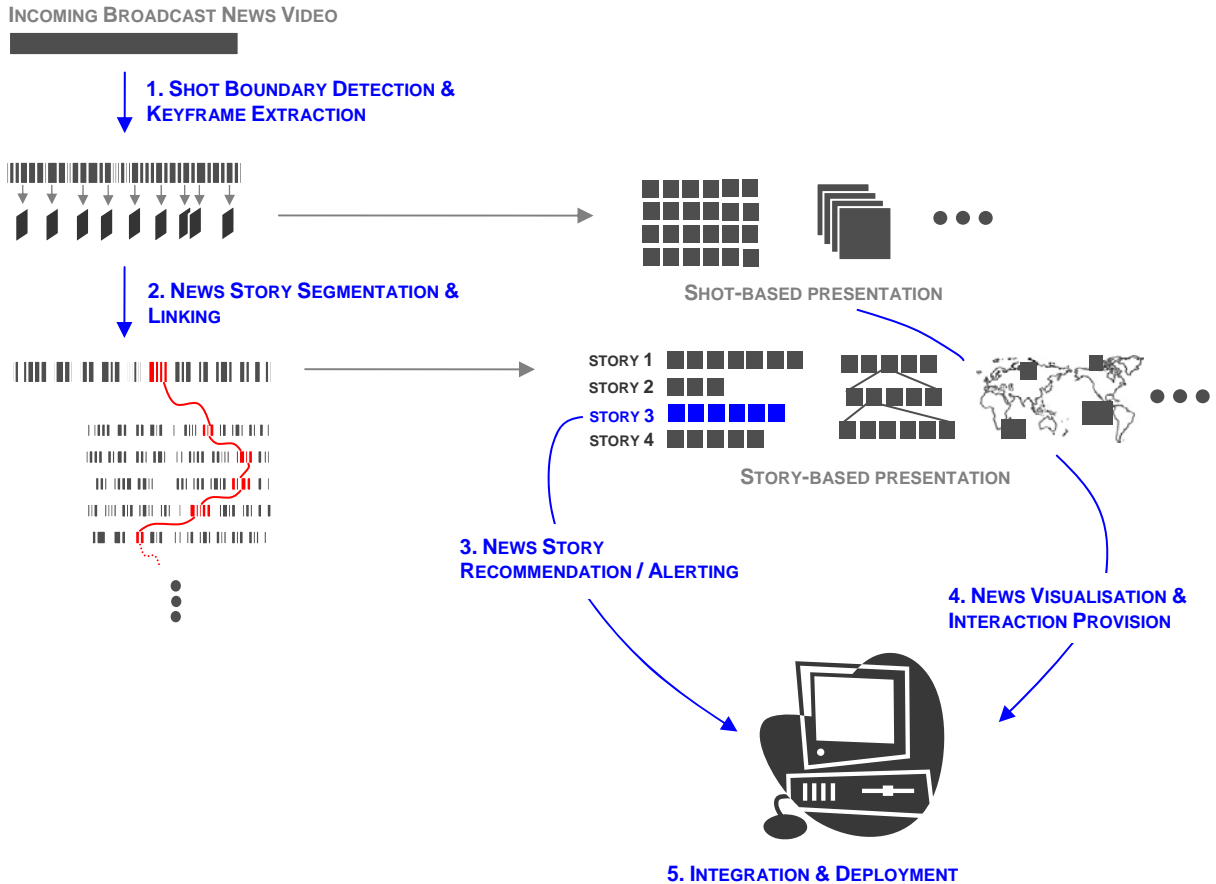 INCOMING BROADCAST NEWS VIDEO
1. SHOT BOUNDARY DETECTION &
KEYFRAME EXTRACTION
2. NEWS STORY SEGMENTATION &
LINKING
SHOT-BASED PRESENTATION
STORY 1
STORY 2
STORY 3
STORY 4
STORY-BASED PRESENTATION
3. NEWS STORY
RECOMMENDATION / ALERTING
4. NEWS VISUALISATION &
INTERACTION PROVISION
5. INTEGRATION & DEPLOYMENT